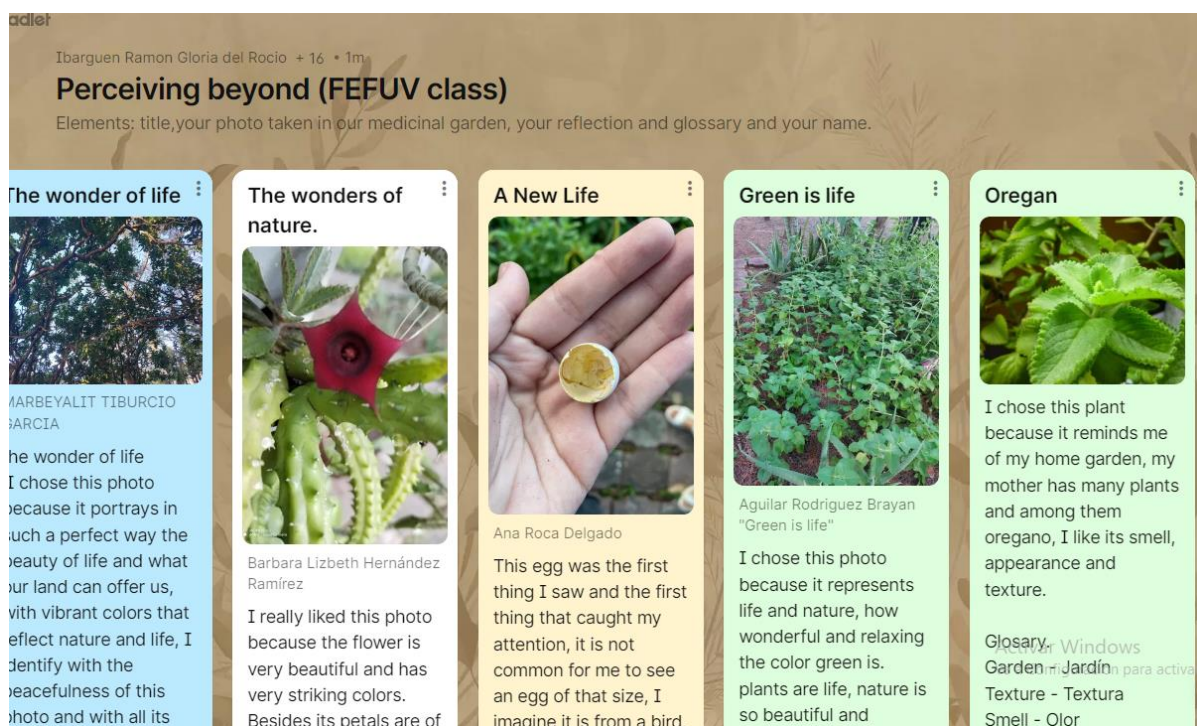 adlet
Ibarguen Ramon Gloria del Rocio + 16 • 1m
Perceiving beyond (FEFUV class)
Elements: title,your photo taken in our medicinal garden, your reflection and glossary and your name.
The wonder of life
MARBEYALIT TIBURCIO
GARCIA
he wonder of life
I chose this photo
because it portrays in
such a perfect way the
beauty of life and what
our land can offer us,
with vibrant colors that
reflect nature and life, I
identify with the
peacefulness of this
photo and with all its
The wonders of
nature.
Barbara Lizbeth Hernández
Ramírez
I really liked this photo
because the flower is
very beautiful and has
very striking colors.
Besides its petals are of
A New Life
Ana Roca Delgado
This egg was the first
thing I saw and the first
thing that caught my
attention, it is not
common for me to see
an egg of that size, I
imagine it is from a bird
Green is life
Aguilar Rodriguez Brayan
"Green is life"
I chose this photo
because it represents
life and nature, how
wonderful and relaxing
the color green is.
plants are life, nature is
so beautiful and
Oregan
I chose this plant
because it reminds me
of my home garden, my
mother has many plants
and among them
oregano, I like its smell,
appearance and
texture.
Glosary.
Garden - Jardín
Texture - Textura
Smell - Olor
Activar Windows
para activa